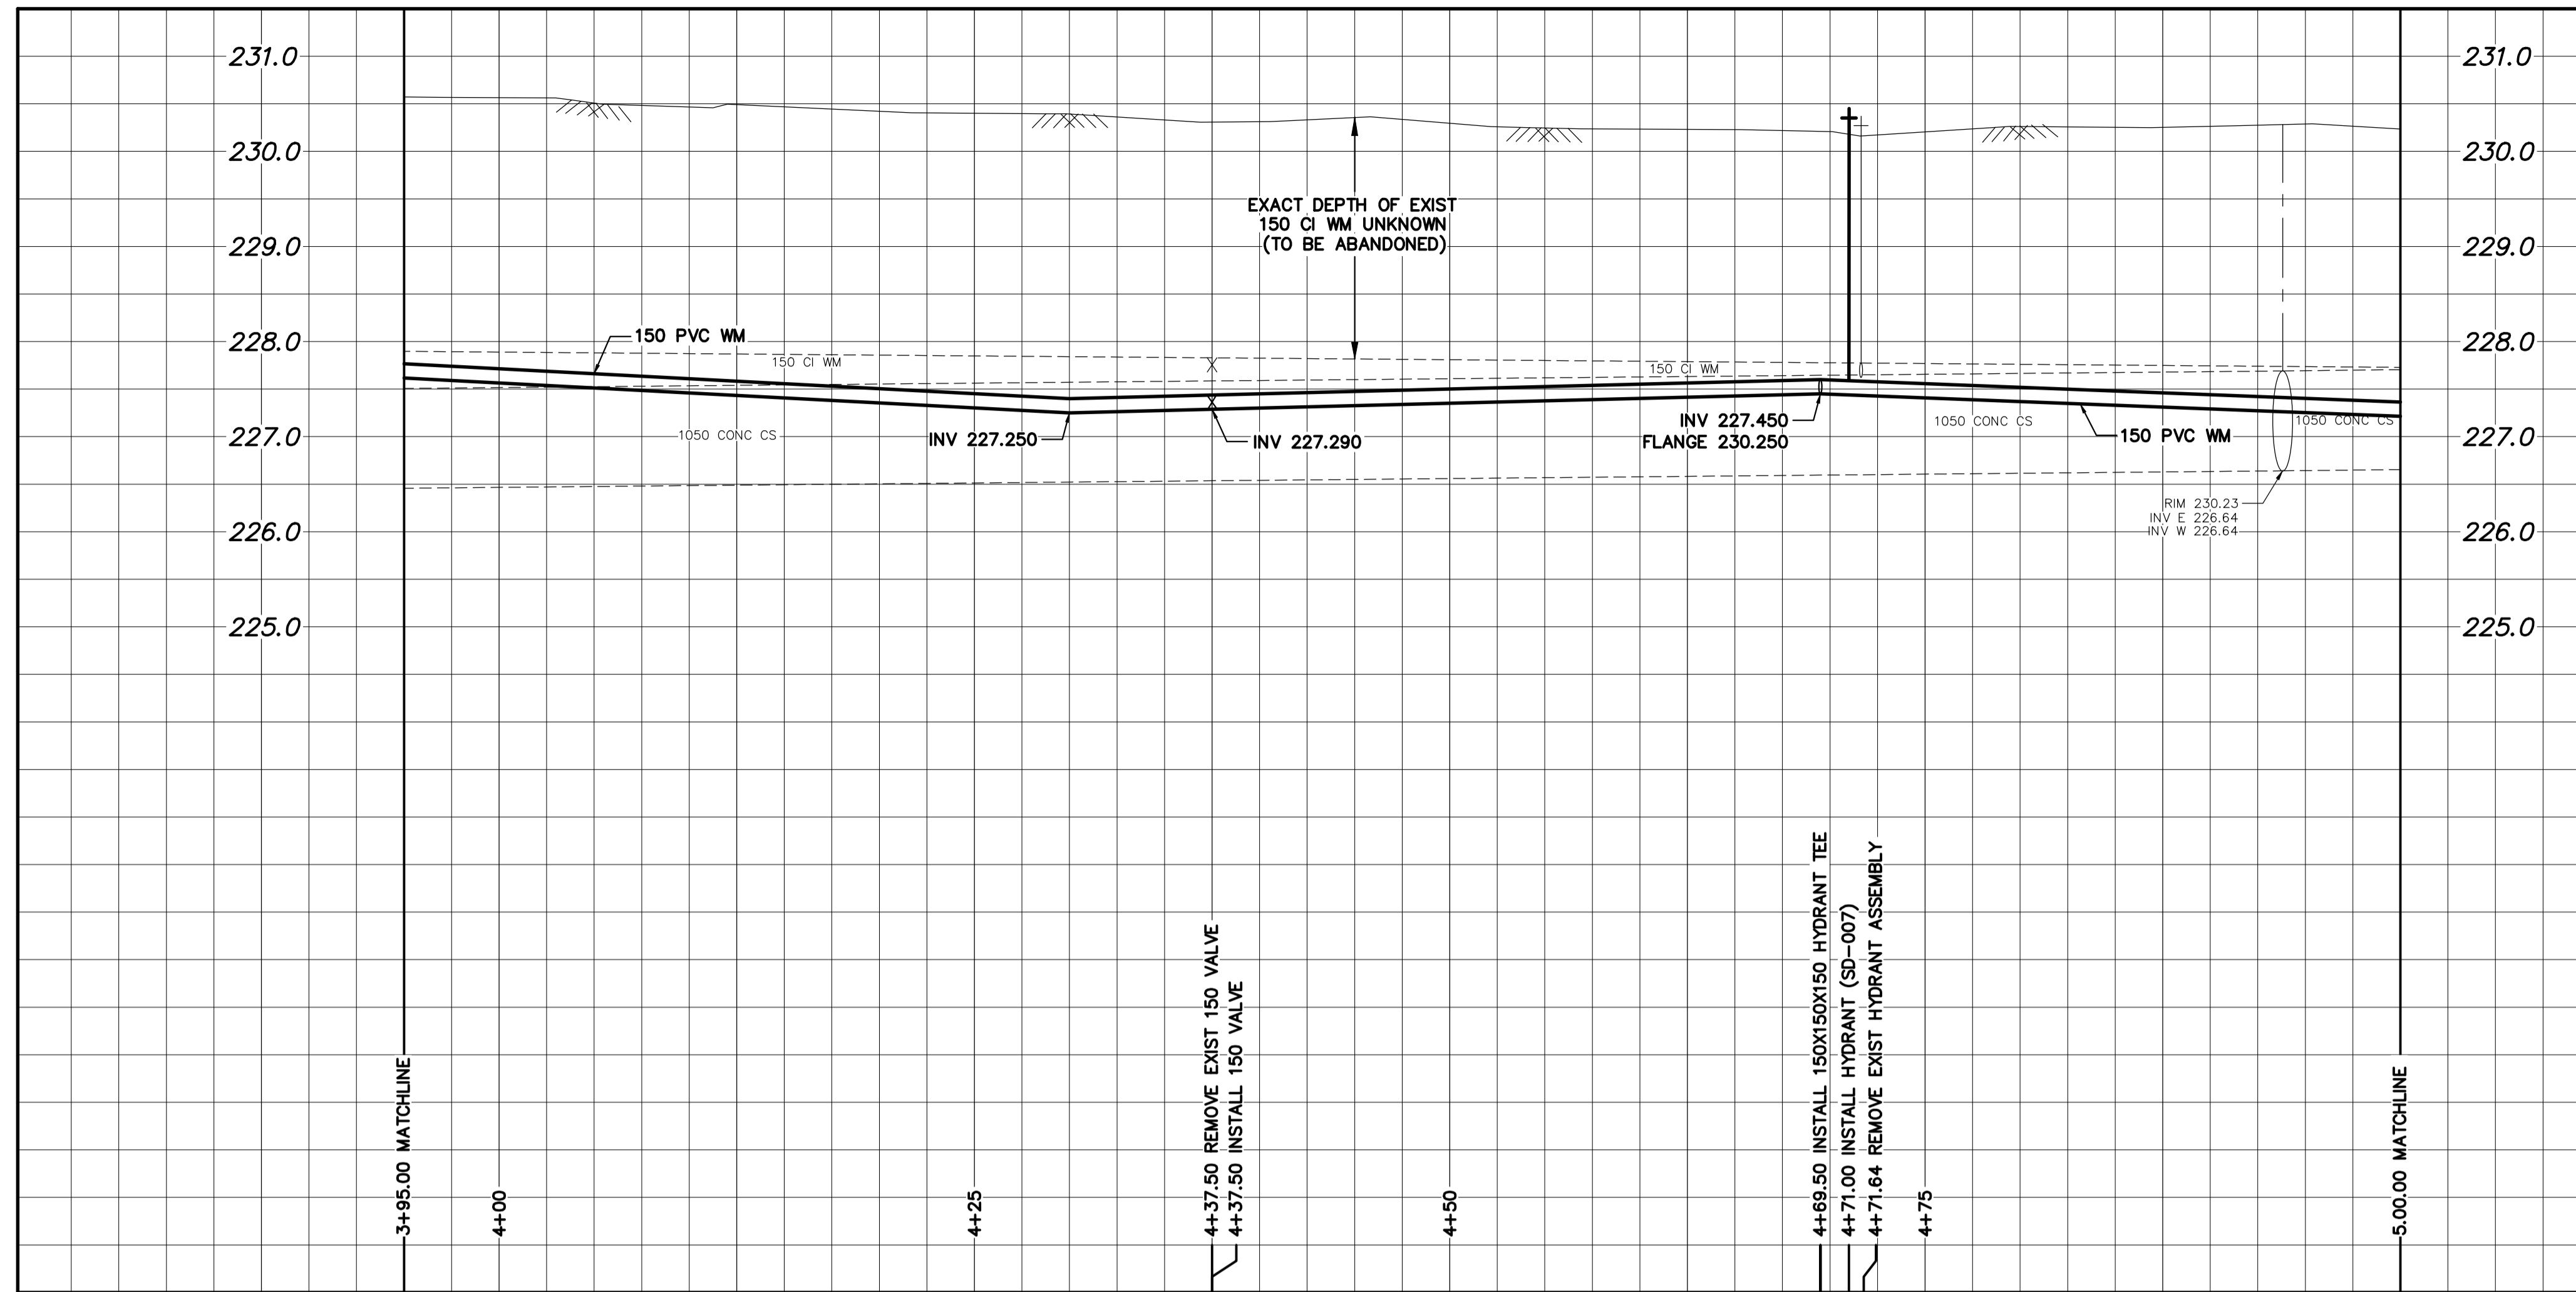 231.0
231.0
230.0
230.0
EXACT DEPTH OF EXIST
150 CI WM UNKNOWN
(TO BE ABANDONED)
229.0
229.0
228.0
150 PVC WM
150 CI WM
150 CI WM
228.0
227.0
1050 CONC CS
INV 227.250
INV 227.290
INV 227.450
FLANGE 230.250
1050 CONC CS
150 PVC WM
1050 CONC CS
227.0
RIM 230.23
INV E 226.64
INV W 226.64
226.0
226.0
225.0
225.0
3+95.00 MATCHLINE
4+00
4+25
4+37.50 REMOVE EXIST 150 VALVE
4+37.50 INSTALL 150 VALVE
4+50
4+69.50 INSTALL 150X150X150 HYDRANT TEE
4+71.00 INSTALL HYDRANT (SD-007)
4+71.64 REMOVE EXIST HYDRANT ASSEMBLY
4+75
5.00.00 MATCHLINE